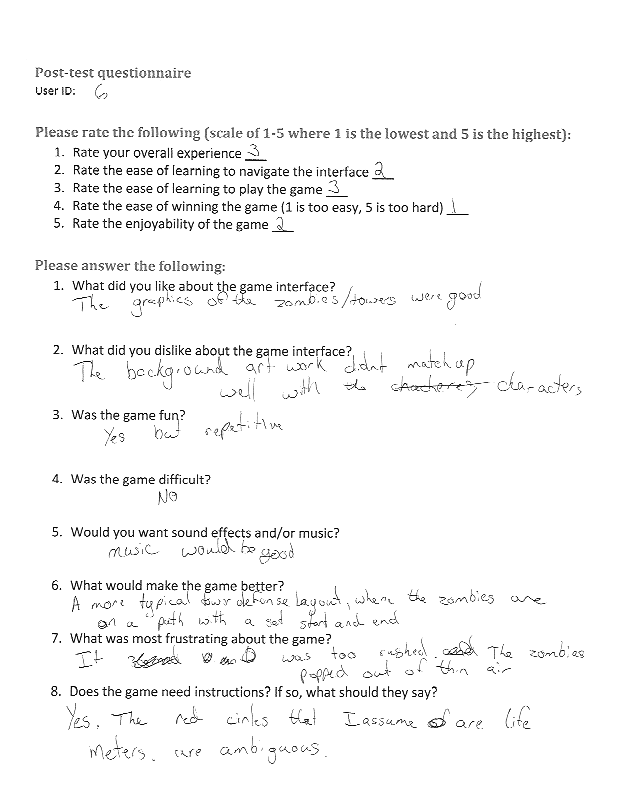 Post-test questionnaire
User ID: 6
Please rate the following (scale of 1-5 where 1 is the lowest and 5 is the highest):
1. Rate your overall experience 3
2. Rate the ease of learning to navigate the interface 2
3. Rate the ease of learning to play the game 3
4. Rate the ease of winning the game (1 is too easy, 5 is too hard) 1
5. Rate the enjoyability of the game 2
Please answer the following:
1. What did you like about the game interface?
The graphics of the zombies/towers were good
2. What did you dislike about the game interface?
The background art work didnt match up
well with characters
3. Was the game fun?
Yes but repetitive
4. Was the game difficult?
NO
5. Would you want sound effects and/or music?
music would be good
6. What would make the game better?
A more typical towr defense layout, where the zombies are
on a path with a set start and end
7. What was most frustrating about the game?
It was too rushed. The zombies
popped out of thin air
8. Does the game need instructions? If so, what should they say?
Yes, The red circles that I assume are life
meters, are ambiguous.